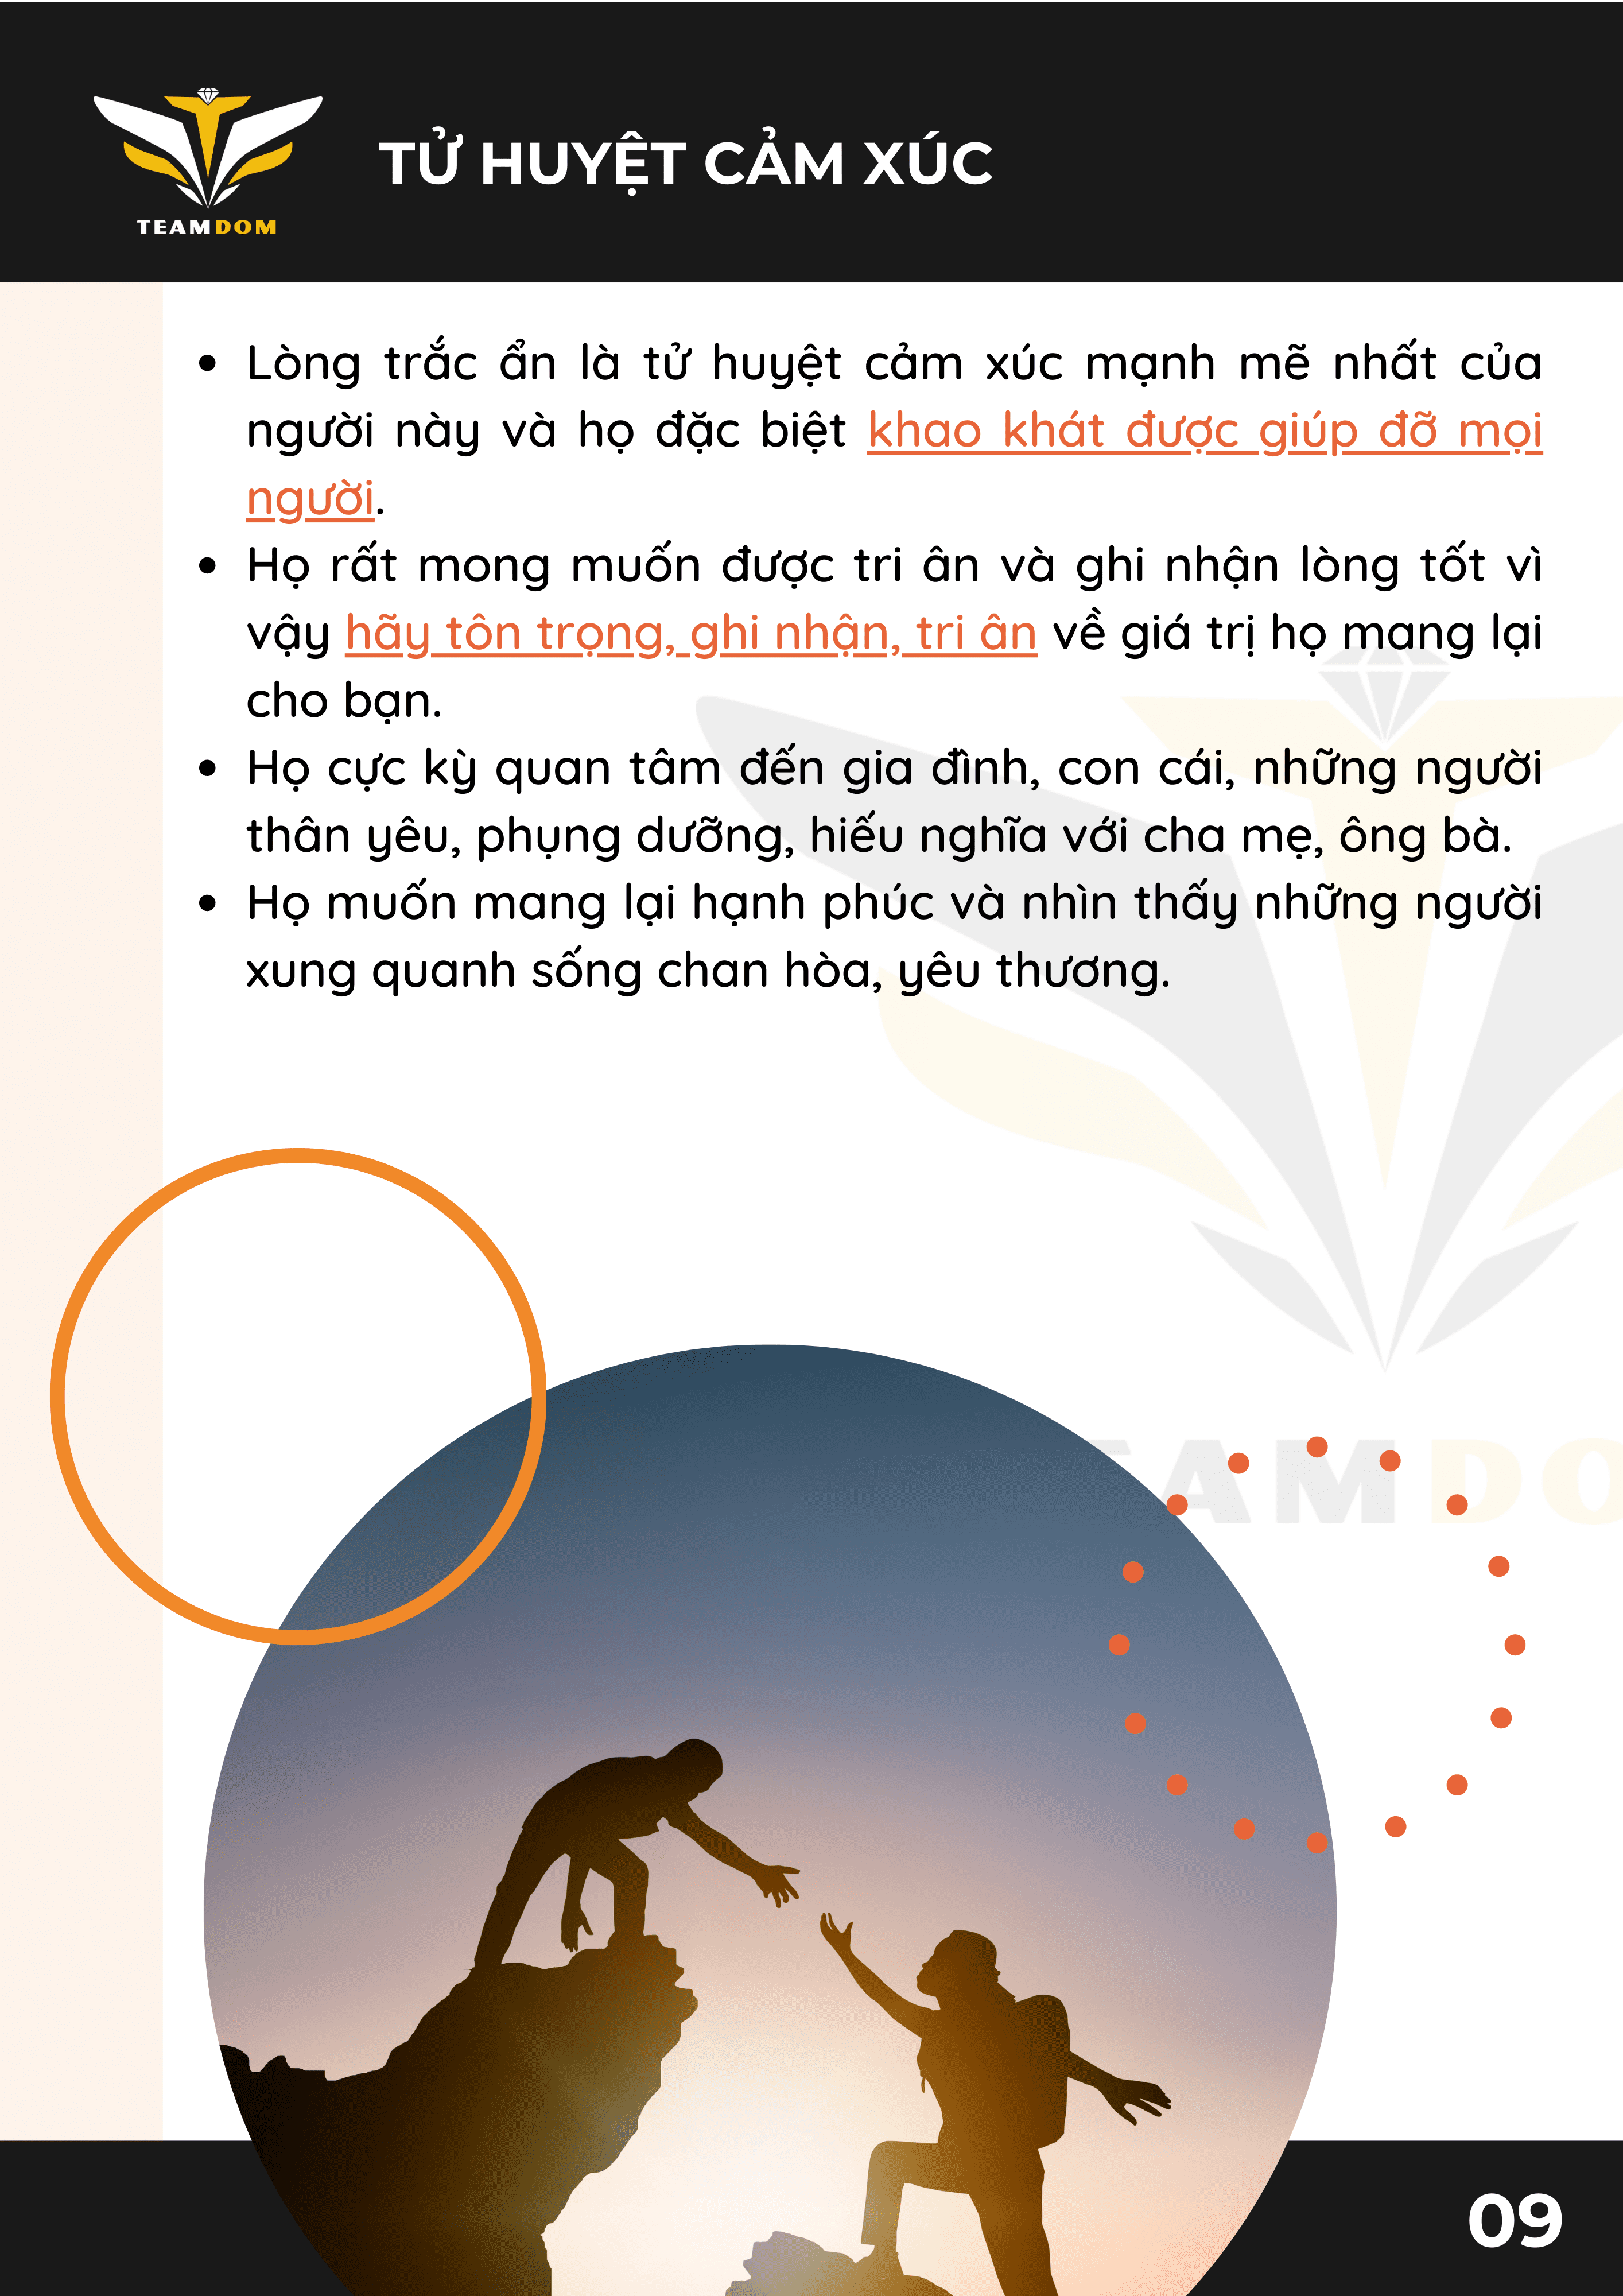 TỬ HUYỆT CẢM XÚC
TEAMDOM
• Lòng trắc ẩn là tử huyệt cảm xúc mạnh mẽ nhất của
người này và họ đặc biệt khao khát được giúp đỡ mọi
người.
• Họ rất mong muốn được tri ân và ghi nhận lòng tốt vì
vậy hãy tôn trọng, ghi nhận, tri ân về giá trị họ mang lại
cho bạn.
• Họ cực kỳ quan tâm đến gia đình, con cái, những người
thân yêu, phụng dưỡng, hiếu nghĩa với cha mẹ, ông bà.
• Họ muốn mang lại hạnh phúc và nhìn thấy những người
xung quanh sống chan hòa, yêu thương.
TEAMDO
09